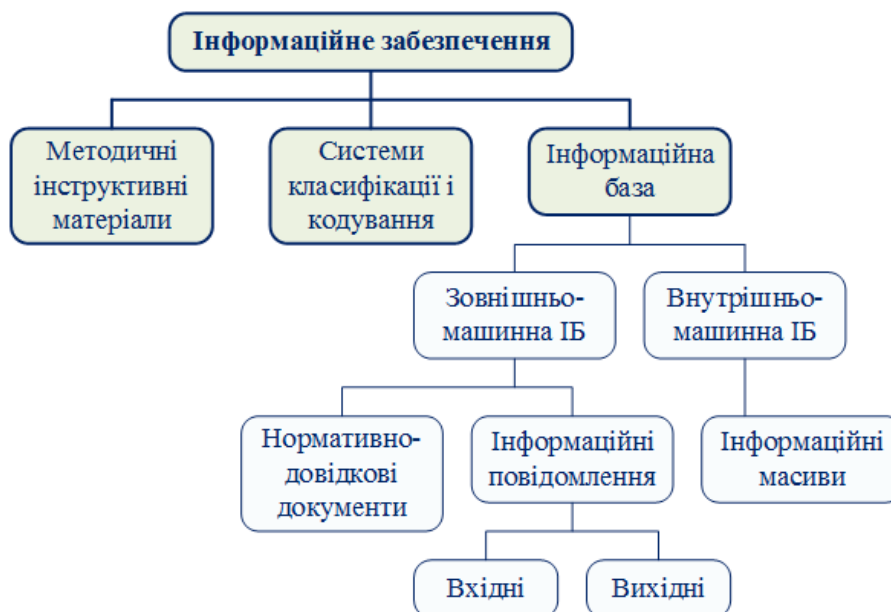 Інформаційне забезпечення
Методичні
інструктивні
матеріали
Системи
класифікації і
кодування
Інформаційна
база
Зовнішньо-
машинна ІБ
Внутрішньо-
машинна ІБ
Нормативно-
довідкові
документи
Інформаційні
повідомлення
Інформаційні
масиви
Вхідні
Вихідні